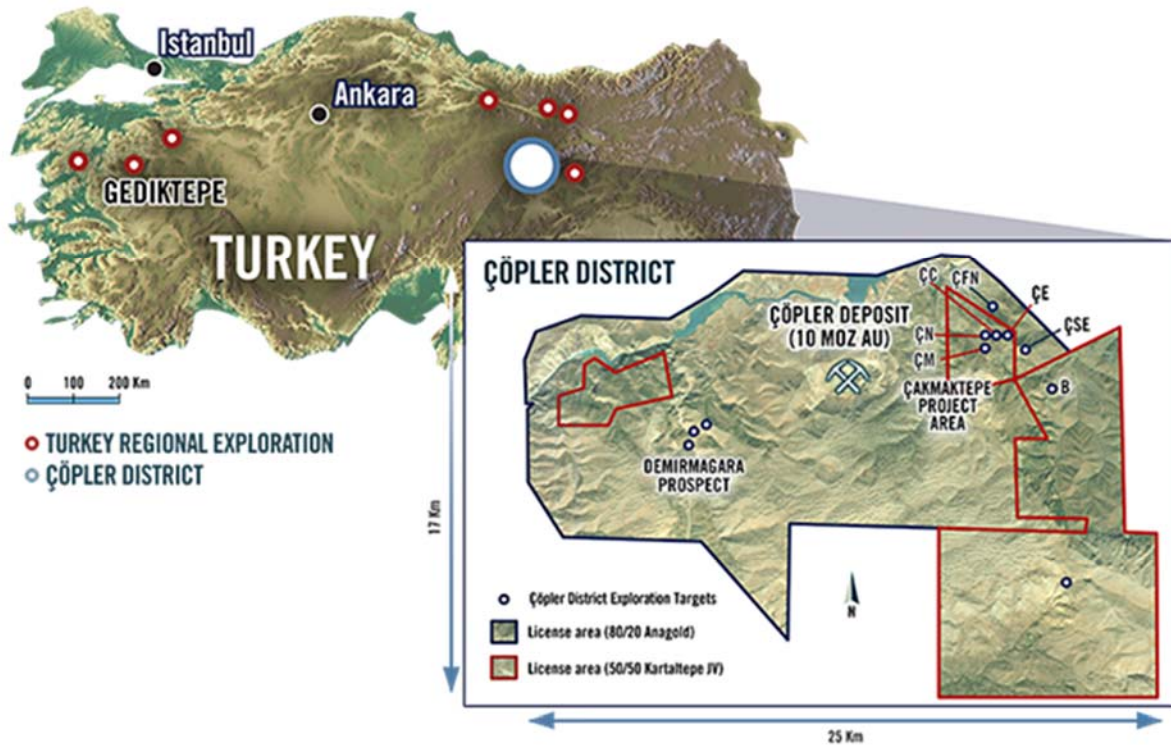 Istanbul
Ankara
GEDIKTEPE
TURKEY
0 100 200 Km
TURKEY REGIONAL EXPLORATION
ÇÖPLER DISTRICT
17 Km
ÇÖPLER DISTRICT
ÇC
ÇFN
ÇE
ÇÖPLER DEPOSIT
(10 MOZ AU)
ÇN
ÇSE
ÇM
ÇAKMAKTEPE
PROJECT
AREA
B
DEMIRMAGARA
PROSPECT
Çöpler District Exploration Targets
License area (80/20 Anagold)
License area (50/50 Kartaltepe JV)
N
25 Km